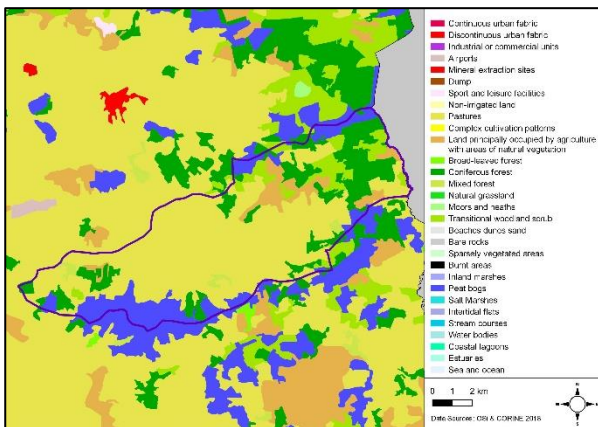 Continuous urban fabric
Discontinuous urban fabric
Industrial or commercial units
Airports
Mineral extraction sites
Dump
Sport and leisure facilities
Non-irrigated land
Pastures
Complex cultivation patterns
Land principally occupied by agriculture
with areas of natural vegetation
Broad-leaved forest
Coniferous forest
Mixed forest
Natural grassland
Moors and heaths
Transitional wood and scrub
Beaches dunes sand
Bare rocks
Sparsely vegetated areas
Burnt areas
Inland marshes
Peat bogs
Salt Marshes
Intertidal flats
Stream courses
Water bodies
Coastal lagoons
Estuaries
Sea and ocean
0 1 2 km
Data Sources: OSi & CORINE 2018